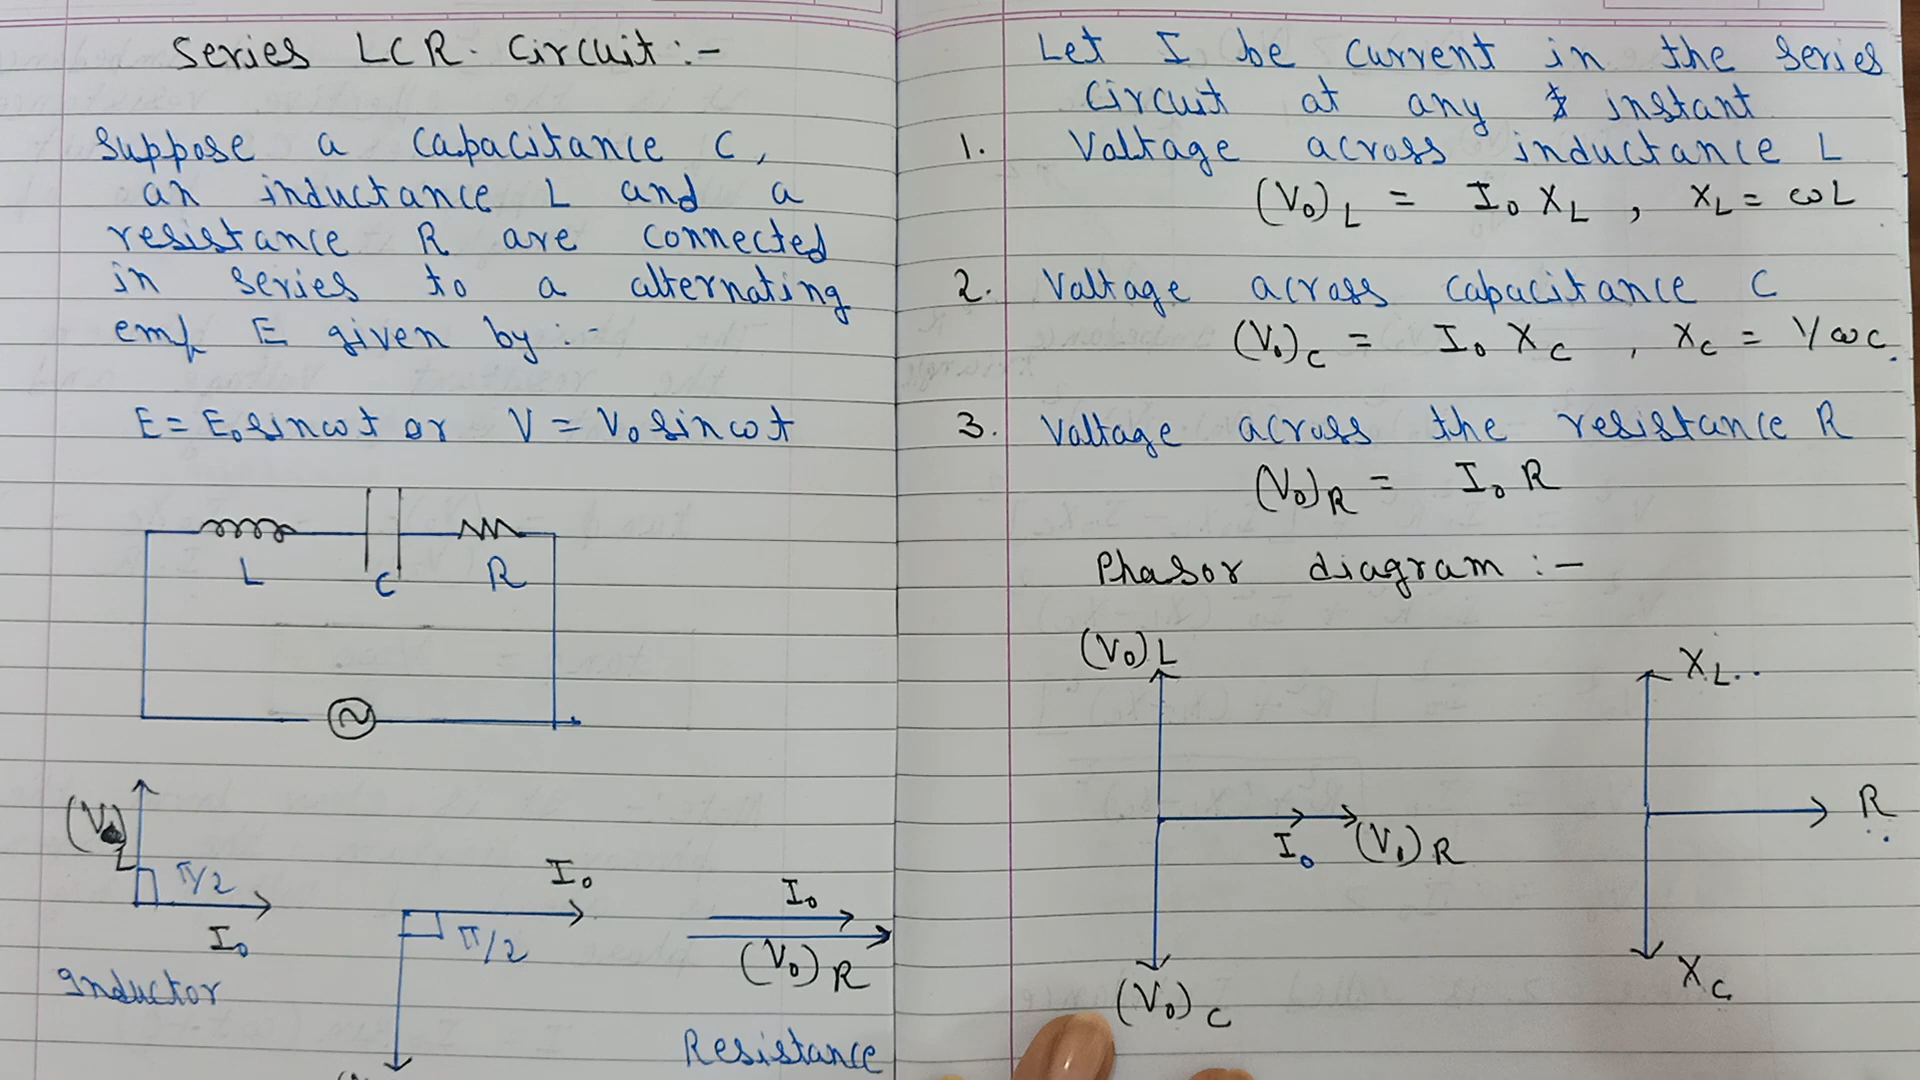 Series LCR. Circuit :-
Suppose a capacitance C,
an inductance L and a
resistance R are connected
in series to a alternating
emf E given by :-
E = E₀ sin ωt or V = V₀ sin ωt
L C R
(V
L
π/2
I₀
Inductor
I₀
π/2
I₀
(V₀)R
Resistance
Let I be current in the series
circuit at any instant
1. Voltage across inductance L
(V₀)L = I₀ XL , XL = ωL
2. Voltage across capacitance C
(V₀)C = I₀ XC , XC = 1/ωC.
3. Voltage across the resistance R
(V₀)R = I₀ R
Phasor diagram :-
(V₀)L
I₀ (V₀)R
(V₀)C
XL..
R
XC